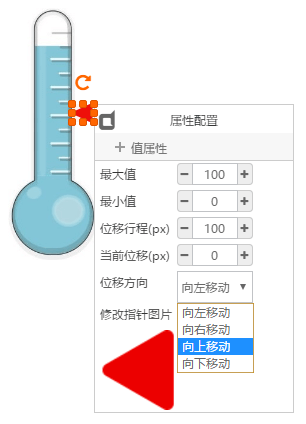 属性配置
值属性
最大值 100
最小值 0
位移行程(px) 100
当前位移(px) 0
位移方向 向左移动
修改指针图片
向左移动
向右移动
向上移动
向下移动